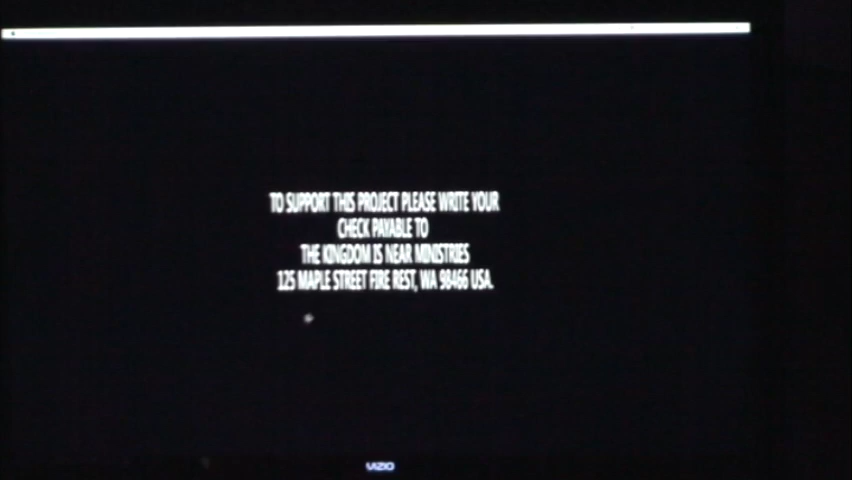 TO SUPPORT THIS PROJECT PLEASE WRITE YOUR
CHECK PAYABLE TO
THE KINGDOM IS NEAR MINISTRIES
125 MAPLE STREET FIRE REST, WA 98466 USA.
VIZIO